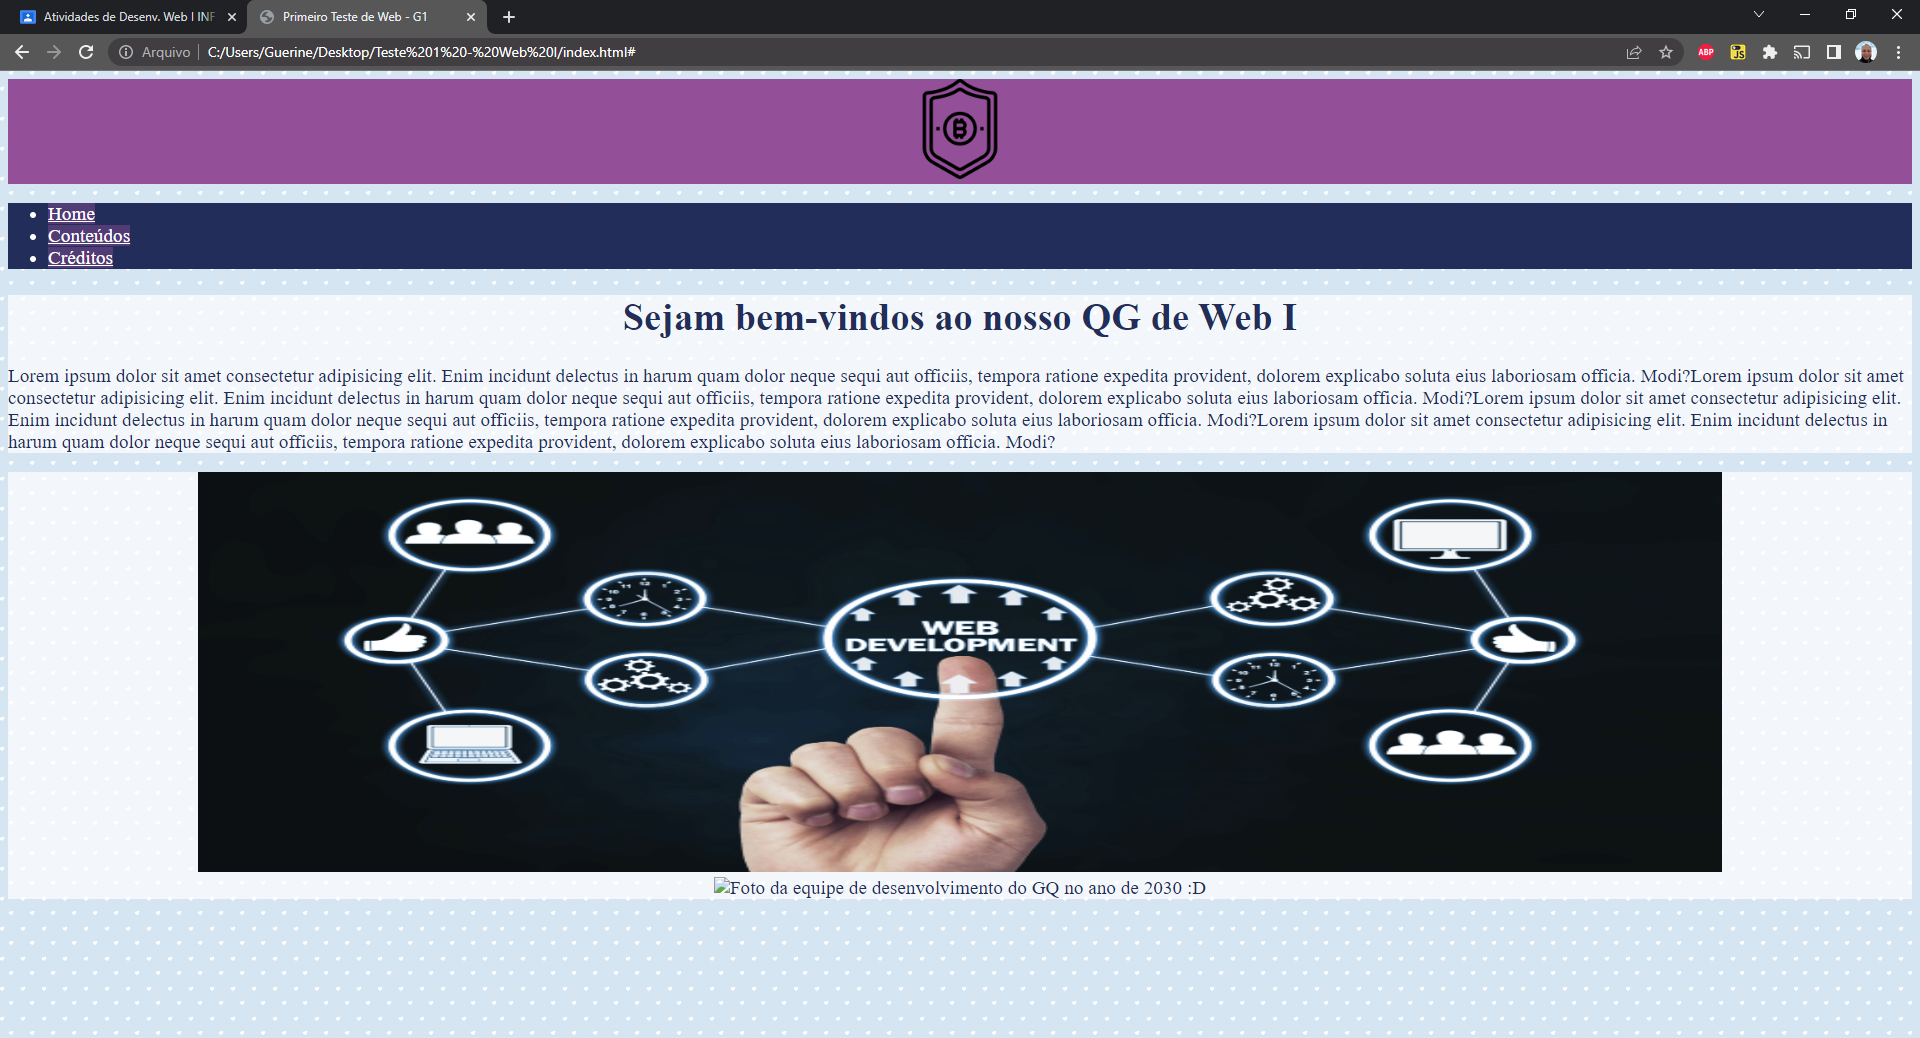 Atividades de Desenv. Web I INF
Primeiro Teste de Web - G1
Arquivo
C:/Users/Guerine/Desktop/Teste%201%20-%20Web%20I/index.html#
ABP
JS
Home
Conteúdos
Créditos
Sejam bem-vindos ao nosso QG de Web I
Lorem ipsum dolor sit amet consectetur adipisicing elit. Enim incidunt delectus in harum quam dolor neque sequi aut officiis, tempora ratione expedita provident, dolorem explicabo soluta eius laboriosam officia. Modi?Lorem ipsum dolor sit amet
consectetur adipisicing elit. Enim incidunt delectus in harum quam dolor neque sequi aut officiis, tempora ratione expedita provident, dolorem explicabo soluta eius laboriosam officia. Modi?Lorem ipsum dolor sit amet consectetur adipisicing elit.
Enim incidunt delectus in harum quam dolor neque sequi aut officiis, tempora ratione expedita provident, dolorem explicabo soluta eius laboriosam officia. Modi?Lorem ipsum dolor sit amet consectetur adipisicing elit. Enim incidunt delectus in
harum quam dolor neque sequi aut officiis, tempora ratione expedita provident, dolorem explicabo soluta eius laboriosam officia. Modi?
WEB
DEVELOPMENT
Foto da equipe de desenvolvimento do GQ no ano de 2030 :D